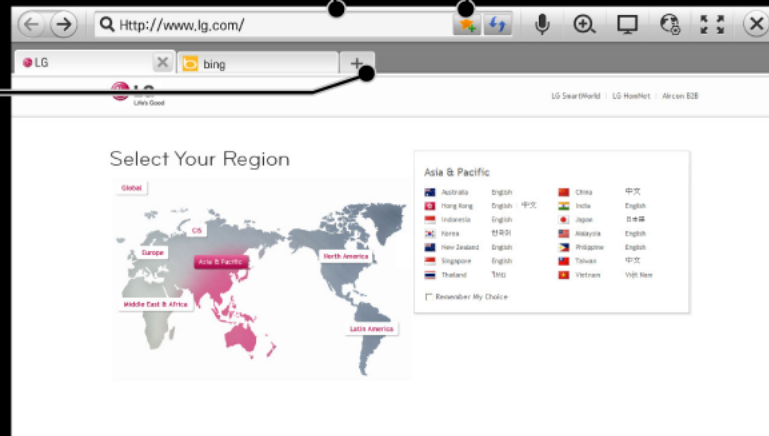 Http://www.lg.com/
LG
bing
LG
Life's Good
LG SmartWorld | LG HomNet | Aircon B2B
Select Your Region
Global
CIS
Europe
Asia & Pacific
North America
Middle East & Africa
Latin America
Asia & Pacific
Australia English China 中文
Hong Kong English 中文 India English
Indonesia English Japan 日本語
Korea 한국어 Malaysia English
New Zealand English Philippine English
Singapore English Taiwan 中文
Thailand ไทย Vietnam Việt Nam
Remember My Choice